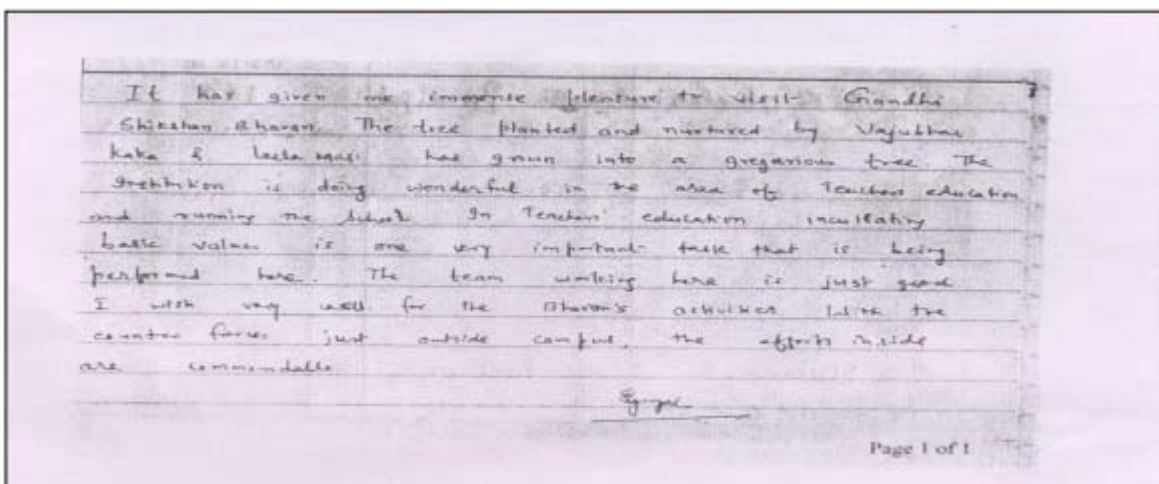 It has given me immense pleasure to visit Gandhi
Shikshan Bhavan. The tree planted and nurtured by Vajubhai
kaka & has grown into a gregarious tree. The
Institution is doing wonderful in the area of Teachers education
and running the School. In Teachers' education inculcating
basic values is one very important task that is being
performed here. The team working here is just good
I wish very well for the Bhavan's activities. With the
counter forces just outside campus, the efforts inside
are commendable.
Page 1 of 1